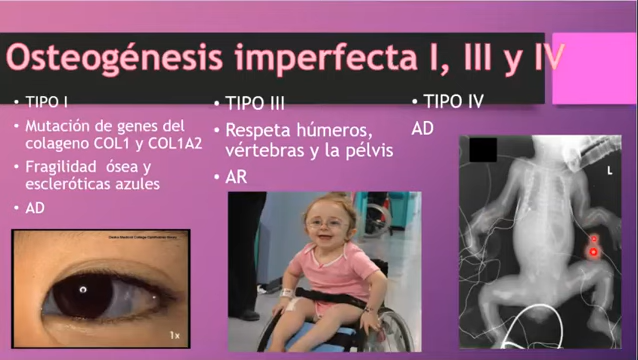 Osteogénesis imperfecta I, III y IV
• TIPO I
• Mutación de genes del
colageno COL1 y COL1A2
• Fragilidad ósea y
escleróticas azules
• AD
1x
• TIPO III
• Respeta húmeros,
vértebras y la pélvis
• AR
• TIPO IV
AD
L